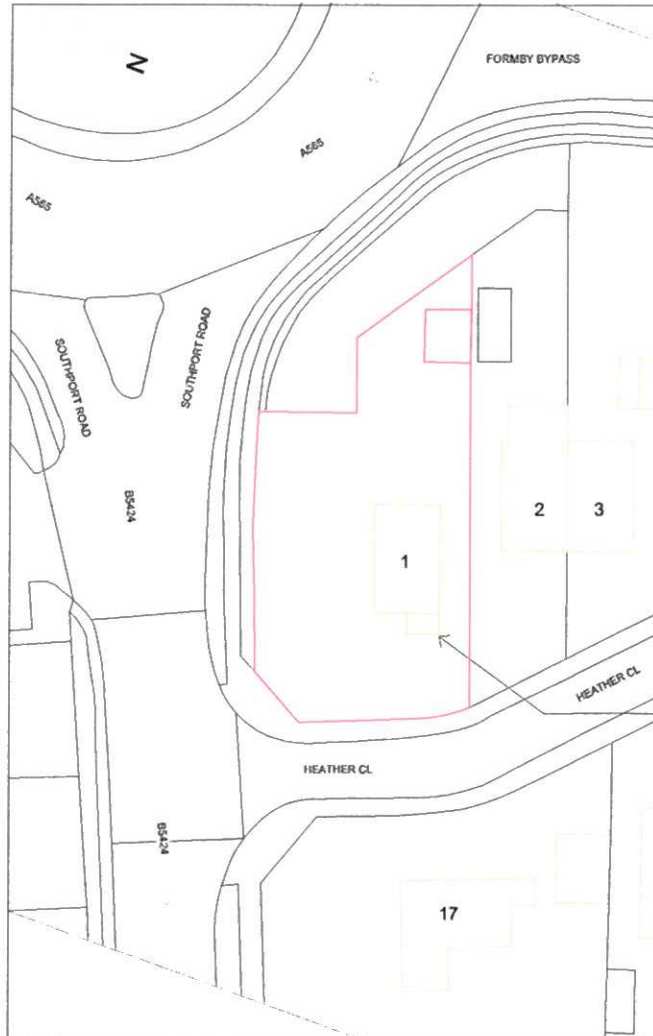 N
FORMBY BYPASS
A565
A565
SOUTHPORT ROAD
SOUTHPORT ROAD
B5424
2
3
1
HEATHER CL
HEATHER CL
B5424
17